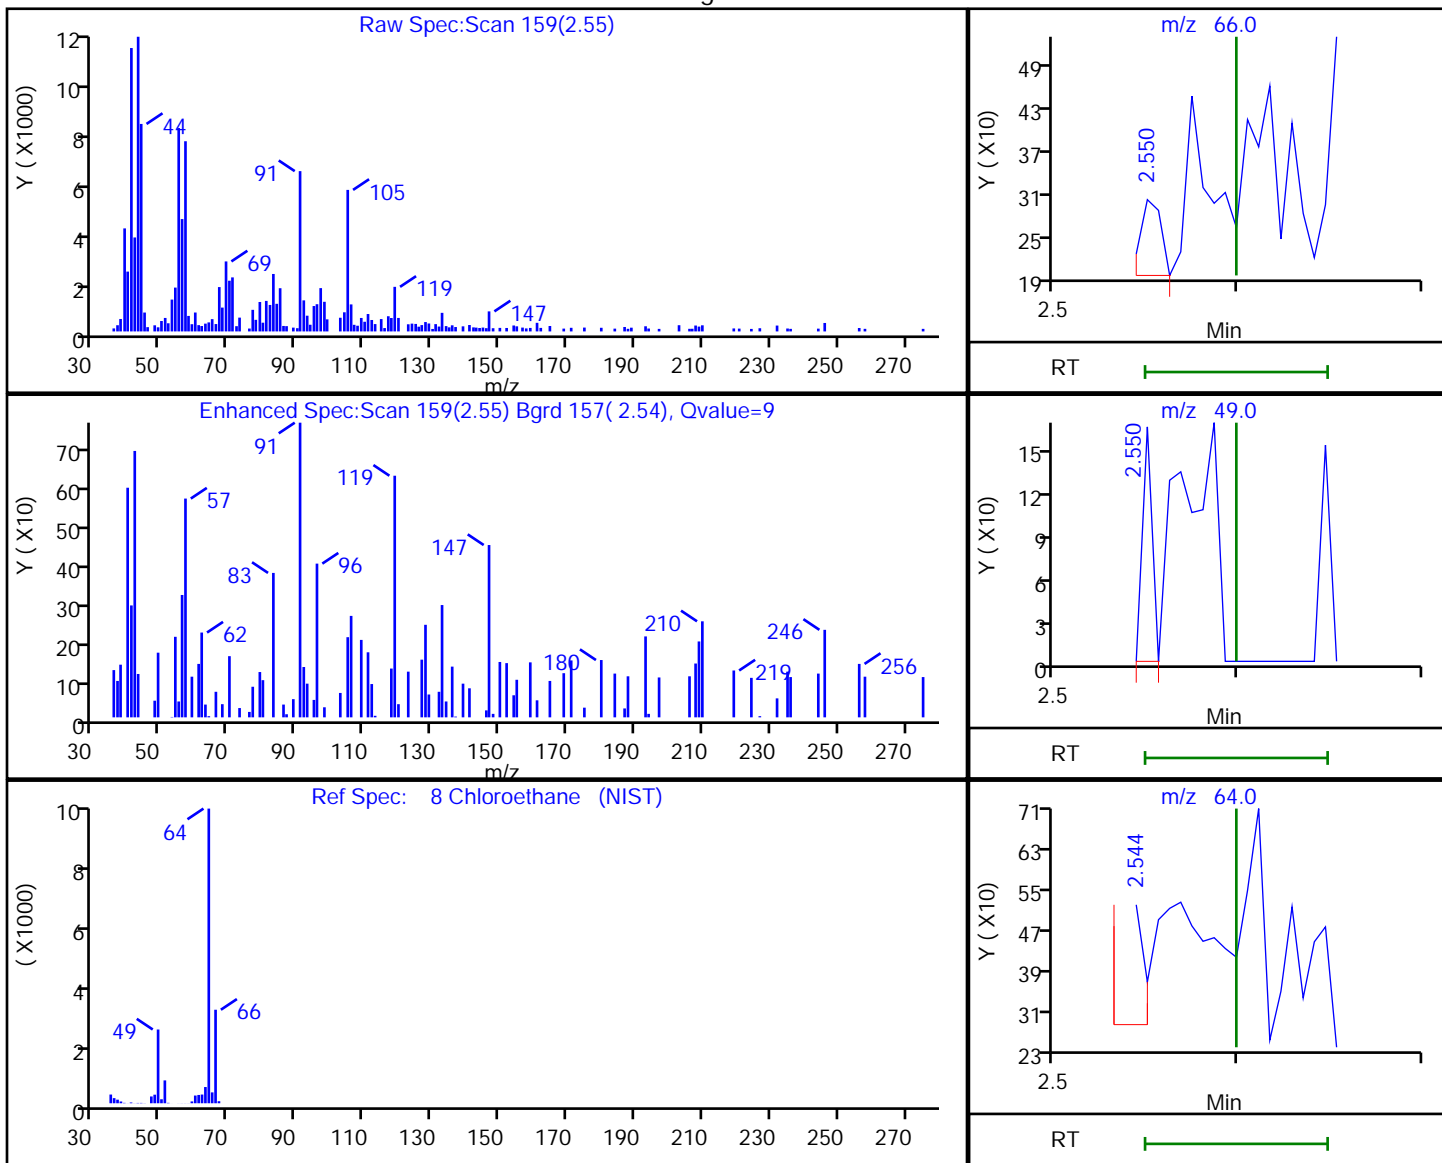 Raw Spec:Scan 159(2.55)
Y ( X1000)
12
10
8
6
4
2
0
44
91
105
69
119
147
30 50 70 90 110 130 150 170 190 210 230 250 270
m/z
m/z 66.0
Y ( X10)
49
43
37
31
25
19
2.550
2.5
Min
RT
Enhanced Spec:Scan 159(2.55) Bgrd 157( 2.54), Qvalue=9
Y ( X10)
70
60
50
40
30
20
10
0
91
57
119
147
83
96
62
210
246
180
219
256
30 50 70 90 110 130 150 170 190 210 230 250 270
m/z
m/z 49.0
Y ( X10)
15
12
9
6
3
0
2.550
2.5
Min
RT
Ref Spec: 8 Chloroethane (NIST)
( X1000)
10
8
6
4
2
0
64
49
66
30 50 70 90 110 130 150 170 190 210 230 250 270
m/z 64.0
Y ( X10)
71
63
55
47
39
31
23
2.544
2.5
Min
RT